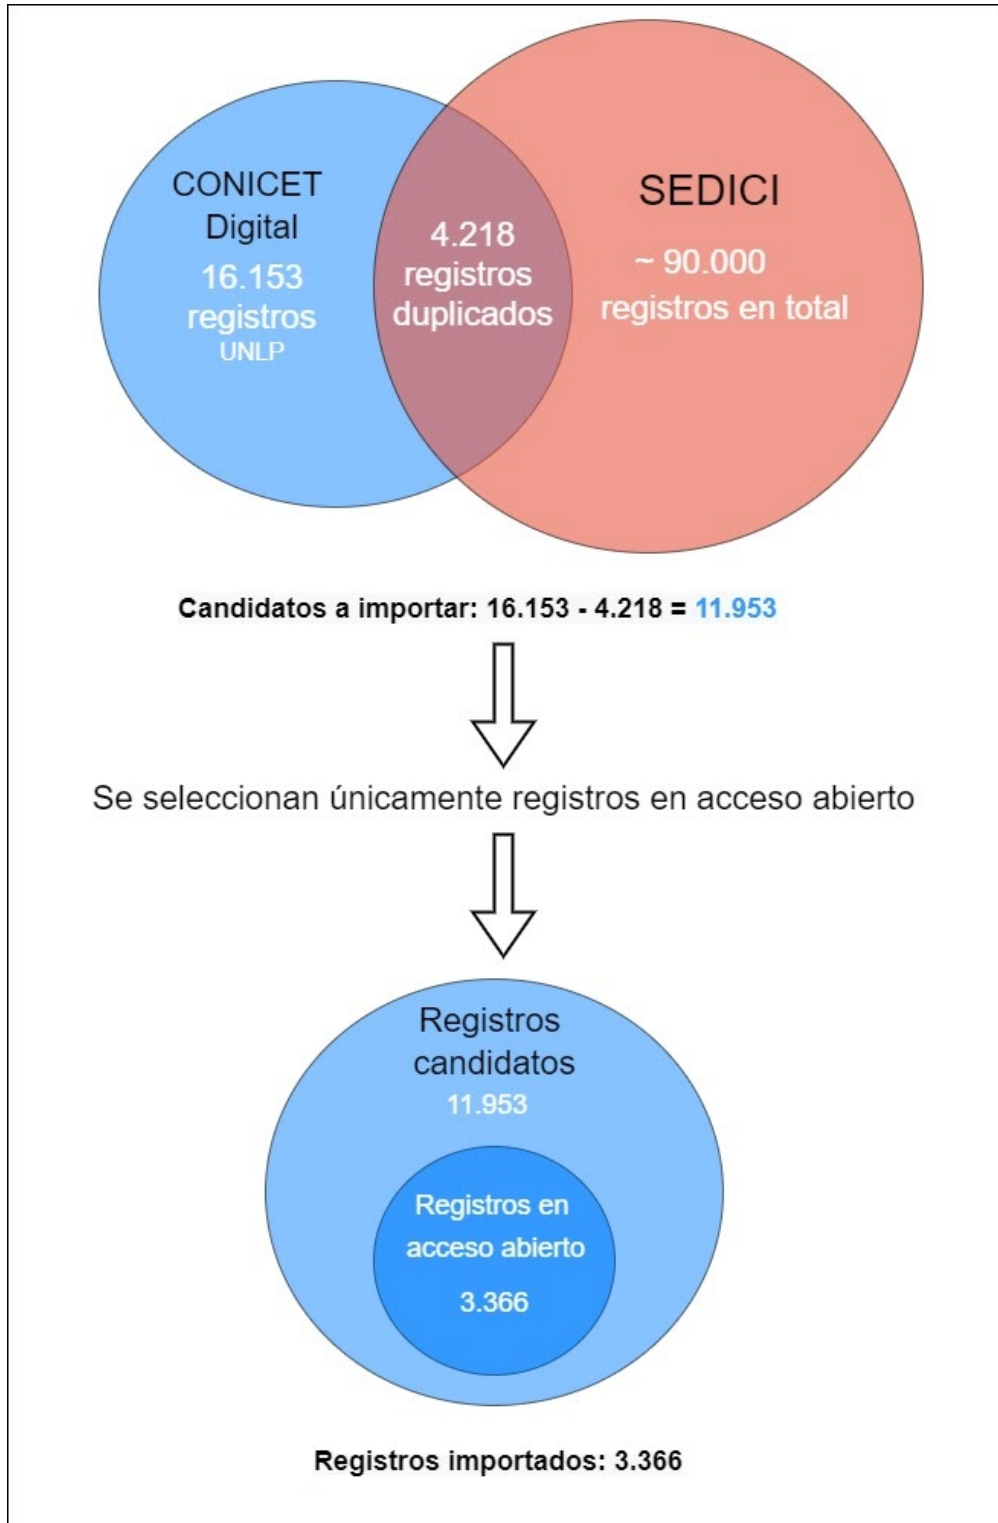 CONICET
Digital
16.153
registros
UNLP
4.218
registros
duplicados
SEDICI
~ 90.000
registros en total
Candidatos a importar: 16.153 - 4.218 = 11.953
Se seleccionan únicamente registros en acceso abierto
Registros
candidatos
11.953
Registros en
acceso abierto
3.366
Registros importados: 3.366